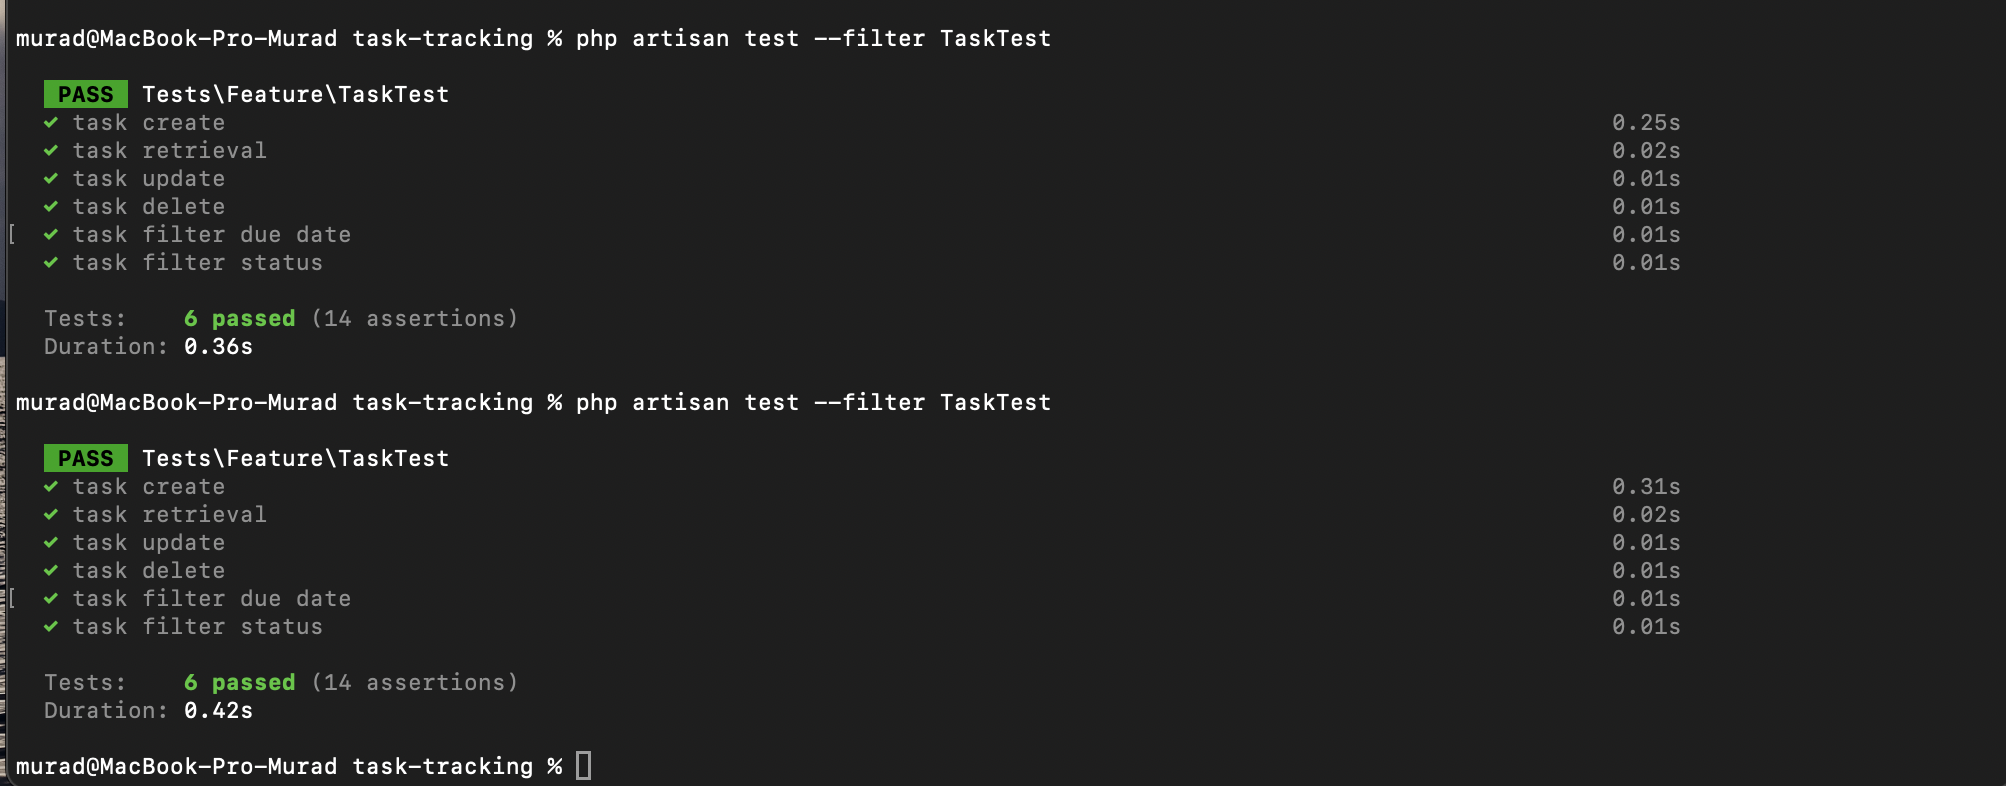 murad@MacBook-Pro-Murad task-tracking % php artisan test --filter TaskTest
PASS Tests\Feature\TaskTest
✓ task create 0.25s
✓ task retrieval 0.02s
✓ task update 0.01s
✓ task delete 0.01s
[ ✓ task filter due date 0.01s
✓ task filter status 0.01s
Tests: 6 passed (14 assertions)
Duration: 0.36s
murad@MacBook-Pro-Murad task-tracking % php artisan test --filter TaskTest
PASS Tests\Feature\TaskTest
✓ task create 0.31s
✓ task retrieval 0.02s
✓ task update 0.01s
✓ task delete 0.01s
[ ✓ task filter due date 0.01s
✓ task filter status 0.01s
Tests: 6 passed (14 assertions)
Duration: 0.42s
murad@MacBook-Pro-Murad task-tracking %